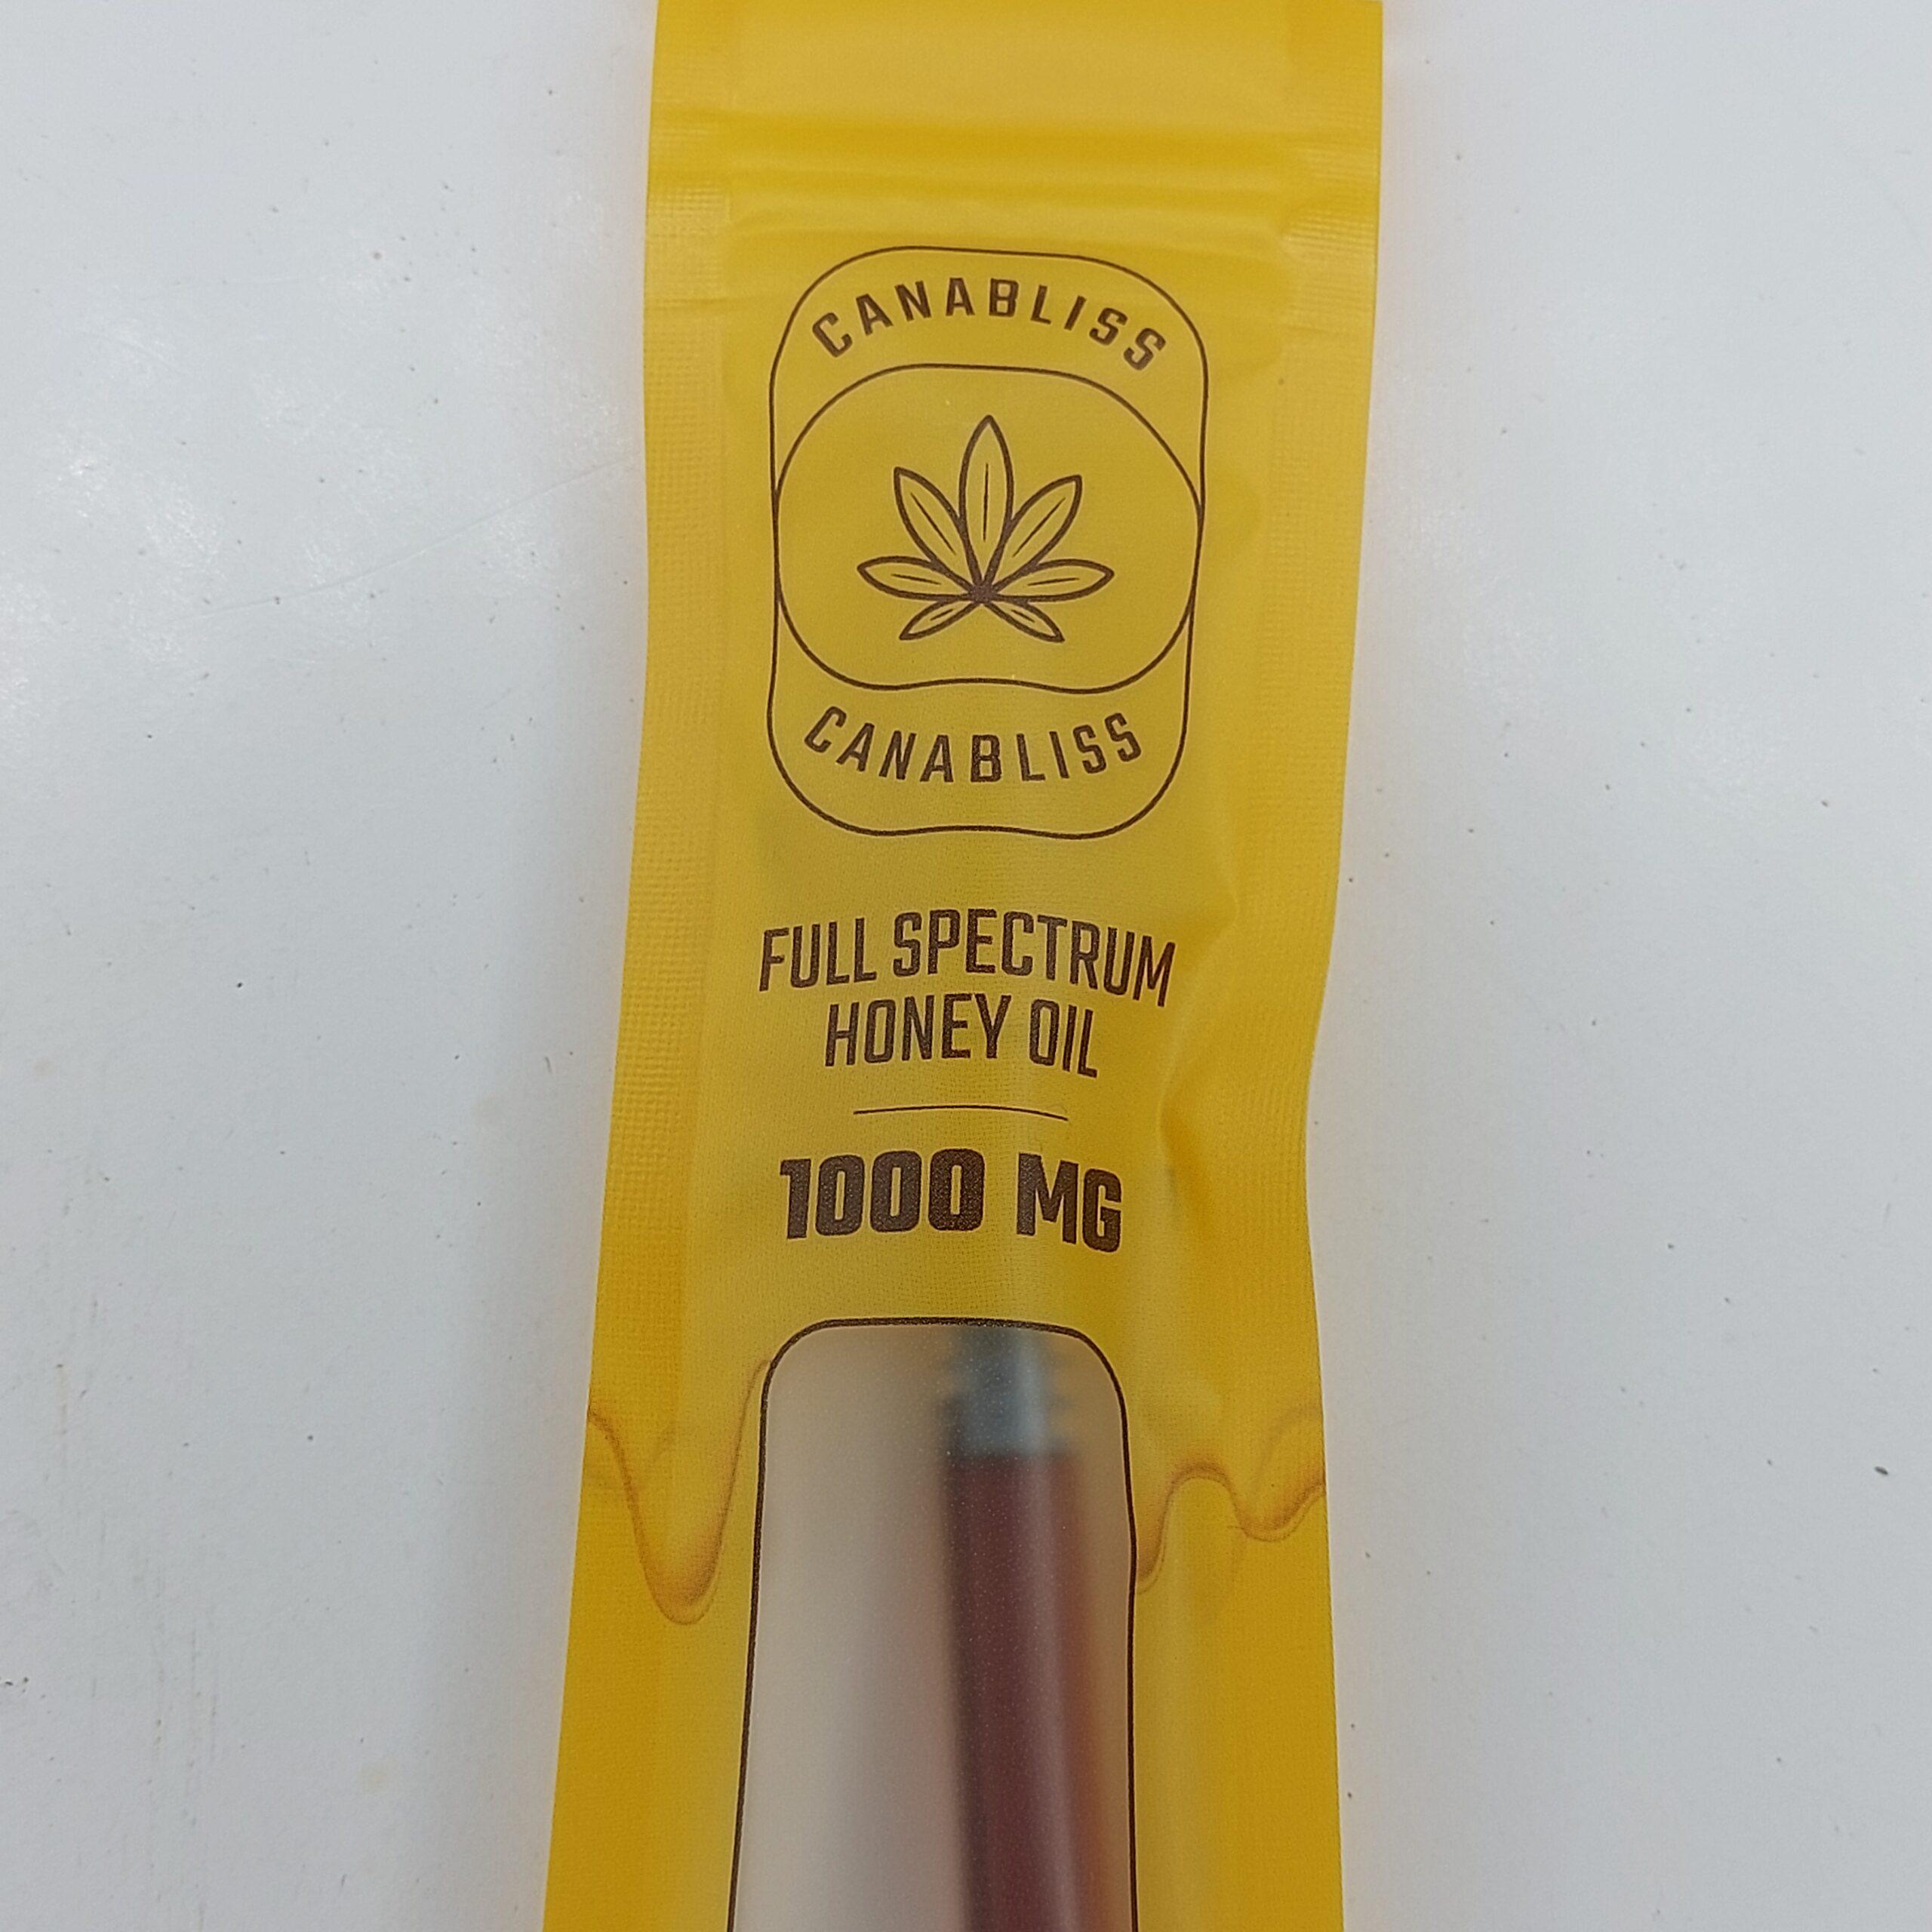 CANABLISS
CANABLISS
FULL SPECTRUM
HONEY OIL
1000 MG